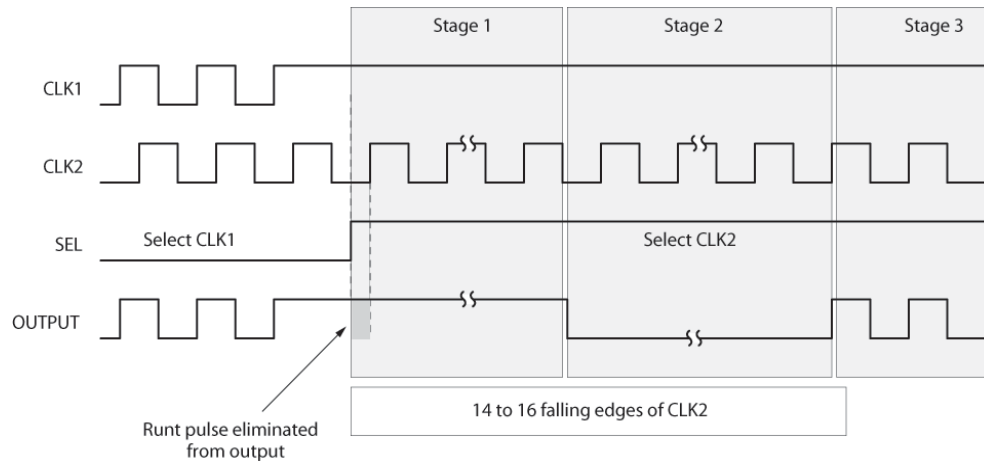 Stage 1
Stage 2
Stage 3
CLK1
CLK2
SEL
Select CLK1
Select CLK2
OUTPUT
14 to 16 falling edges of CLK2
Runt pulse eliminated
from output